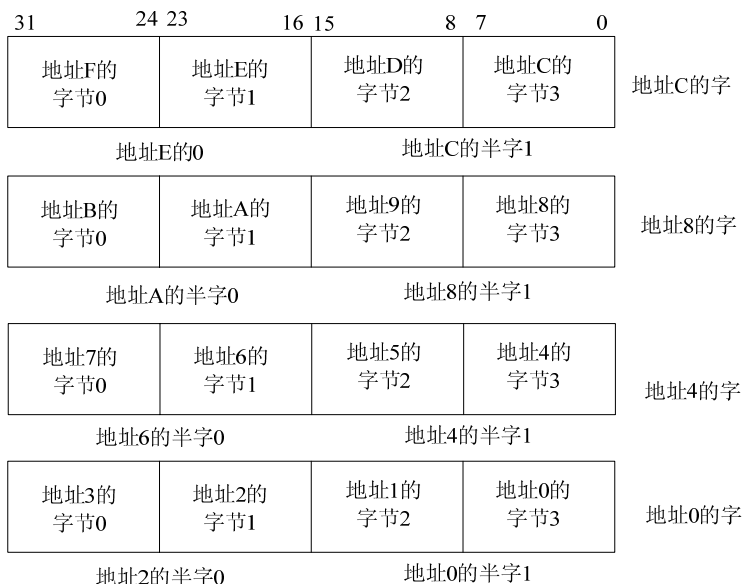 31 24 23 16 15 8 7 0
地址F的 地址E的 地址D的 地址C的
字节0 字节1 字节2 字节3
地址C的字
地址E的0 地址C的半字1
地址B的 地址A的 地址9的 地址8的
字节0 字节1 字节2 字节3
地址8的字
地址A的半字0 地址8的半字1
地址7的 地址6的 地址5的 地址4的
字节0 字节1 字节2 字节3
地址4的字
地址6的半字0 地址4的半字1
地址3的 地址2的 地址1的 地址0的
字节0 字节1 字节2 字节3
地址0的字
地址2的半字0 地址0的半字1